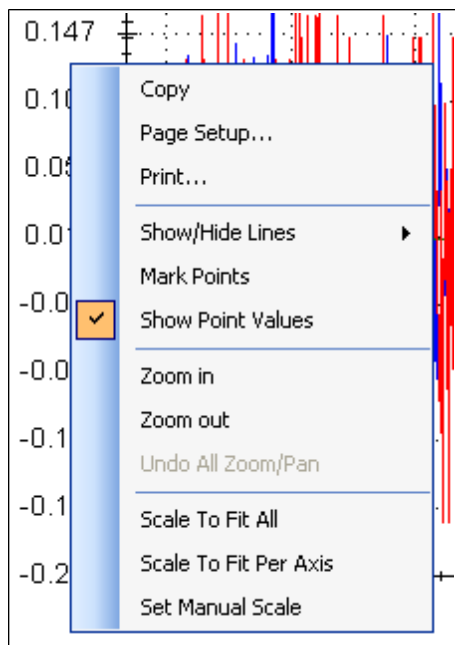 0.147
Copy
Page Setup...
Print...
Show/Hide Lines
Mark Points
Show Point Values
Zoom in
Zoom out
Undo All Zoom/Pan
Scale To Fit All
Scale To Fit Per Axis
Set Manual Scale